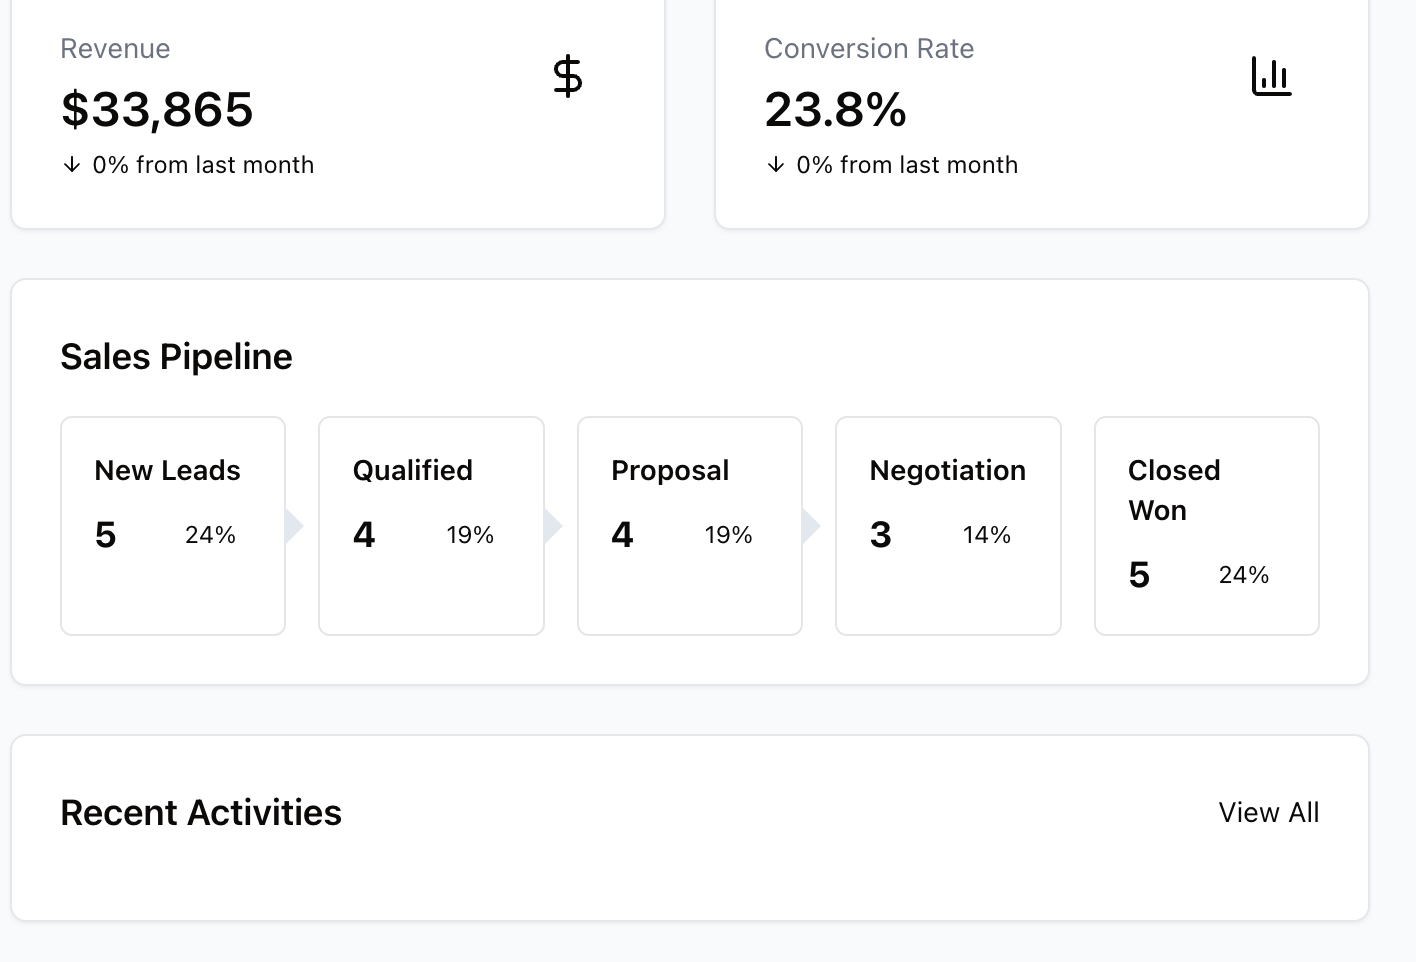 Revenue
$33,865
↓ 0% from last month
Conversion Rate
23.8%
↓ 0% from last month
Sales Pipeline
New Leads
5 24%
Qualified
4 19%
Proposal
4 19%
Negotiation
3 14%
Closed
Won
5 24%
Recent Activities
View All